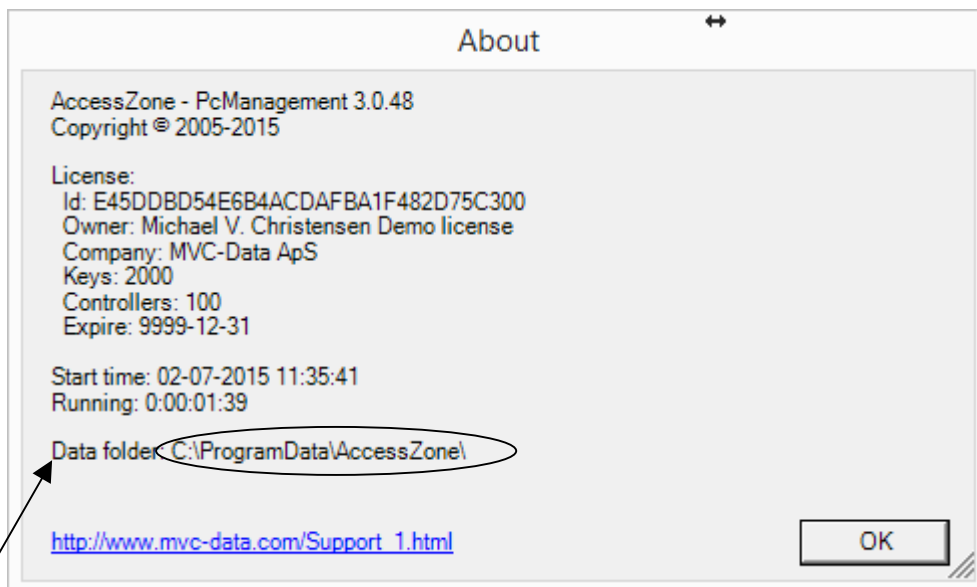 About
AccessZone - PcManagement 3.0.48
Copyright © 2005-2015
License:
Id: E45DDBD54E6B4ACDAFBA1F482D75C300
Owner: Michael V. Christensen Demo license
Company: MVC-Data ApS
Keys: 2000
Controllers: 100
Expire: 9999-12-31
Start time: 02-07-2015 11:35:41
Running: 0:00:01:39
Data folder: C:\ProgramData\AccessZone\
http://www.mvc-data.com/Support_1.html
OK